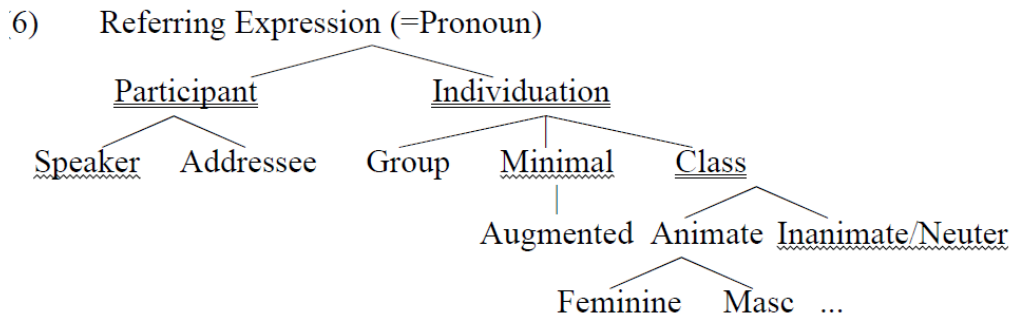 6) Referring Expression (=Pronoun)
Participant Individuation
Speaker Addressee Group Minimal Class
Augmented Animate Inanimate/Neuter
Feminine Masc ...